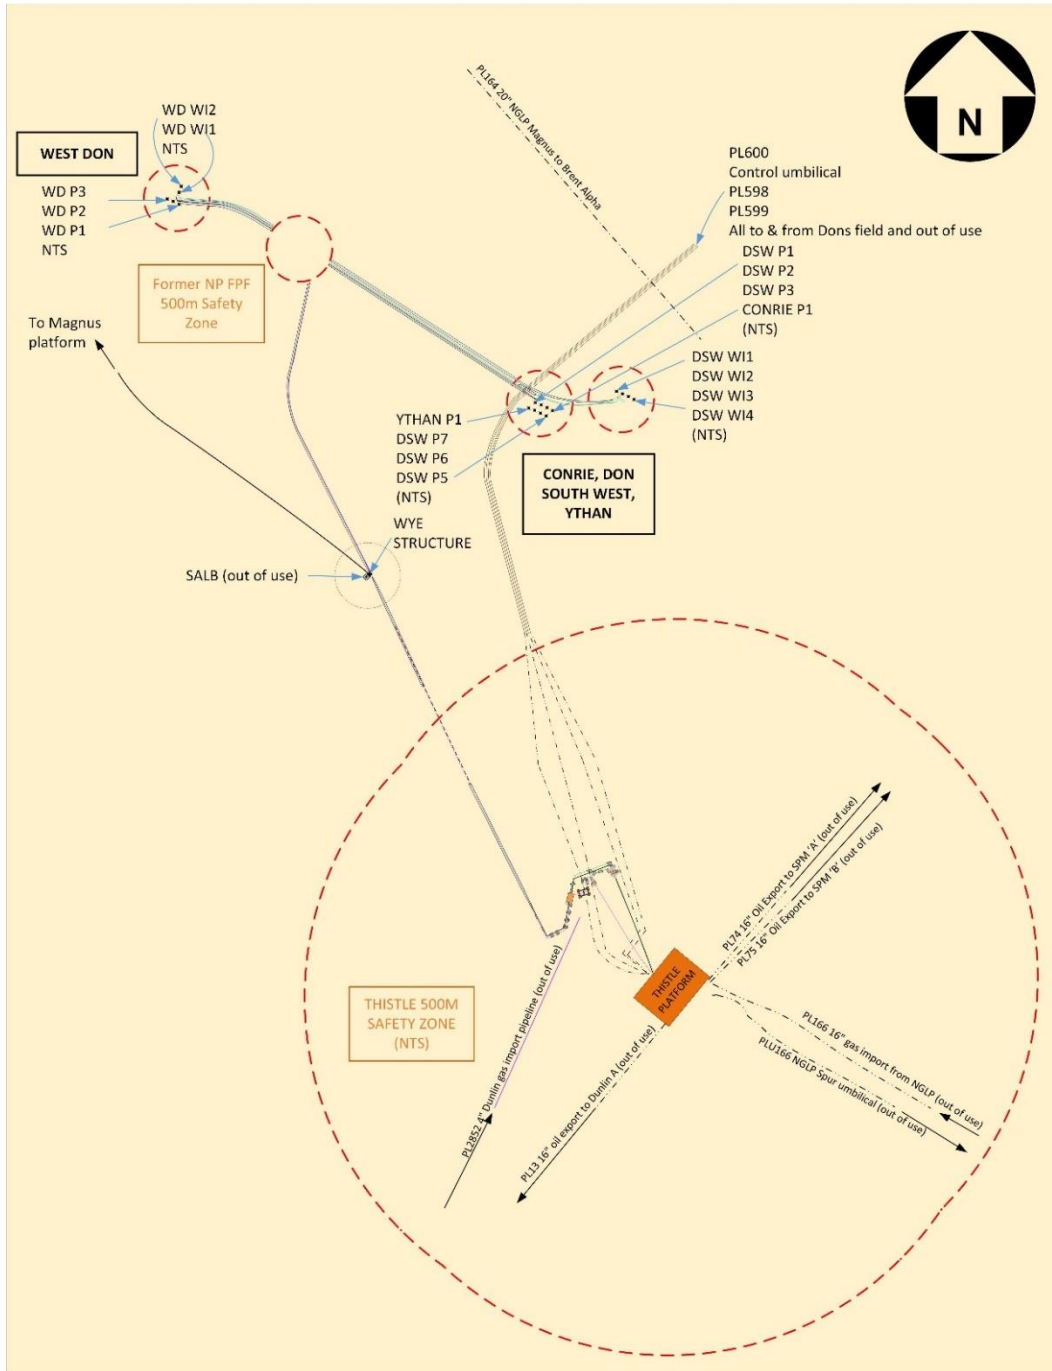 N
WD WI2
WD WI1
NTS
WEST DON
WD P3
WD P2
WD P1
NTS
PL164 20" NGLP Magnus to Brent Alpha
PL600
Control umbilical
PL598
PL599
All to & from Dons field and out of use
DSW P1
DSW P2
DSW P3
CONRIE P1
(NTS)
Former NP FPF
500m Safety
Zone
To Magnus
platform
DSW WI1
DSW WI2
DSW WI3
DSW WI4
(NTS)
YTHAN P1
DSW P7
DSW P6
DSW P5
(NTS)
CONRIE, DON
SOUTH WEST,
YTHAN
WYE
STRUCTURE
SALB (out of use)
PL74 16" Oil Export to SPM 'A' (out of use)
PL75 16" Oil Export to SPM 'B' (out of use)
THISTLE
PLATFORM
THISTLE 500M
SAFETY ZONE
(NTS)
PL2852 4" Dunlin gas import pipeline (out of use)
PL13 16" oil export to Dunlin A (out of use)
PL166 16" gas import from NGLP (out of use)
PLU166 NGLP Spur umbilical (out of use)